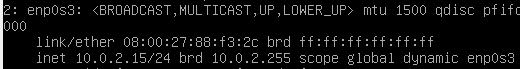 2: enp0s3: <BROADCAST,MULTICAST,UP,LOWER_UP> mtu 1500 qdisc pfifo
000
link/ether 08:00:27:88:f3:2c brd ff:ff:ff:ff:ff:ff
inet 10.0.2.15/24 brd 10.0.2.255 scope global dynamic enp0s3